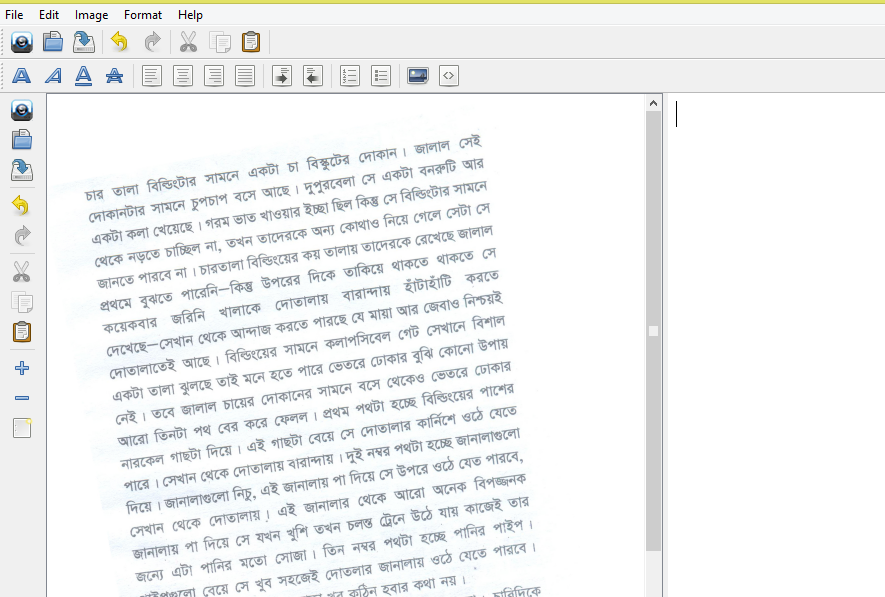 File Edit Image Format Help
চার তালা বিল্ডিংটার সামনে একটা চা বিস্কুটের দোকান। জালাল সেই
দোকানটার সামনে চুপচাপ বসে আছে। দুপুরবেলা সে একটা বনরুটি আর
একটা কলা খেয়েছে। গরম ভাত খাওয়ার ইচ্ছা ছিল কিন্তু সে বিল্ডিংটার সামনে
থেকে নড়তে চাচ্ছিল না, তখন তাদেরকে অন্য কোথাও নিয়ে গেলে সেটা সে
জানতে পারবে না। চারতালা বিল্ডিংয়ের কয় তালায় তাদেরকে রেখেছে জালাল
প্রথমে বুঝতে পারেনি—কিন্তু উপরের দিকে তাকিয়ে থাকতে থাকতে সে
কয়েকবার জরিনি খালাকে দোতালায় বারান্দায় হাঁটাহাঁটি করতে
দেখেছে—সেখান থেকে আন্দাজ করতে পারছে যে মায়া আর জেবাও নিশ্চয়ই
দোতালাতেই আছে। বিল্ডিংয়ের সামনে কলাপসিবেল গেট সেখানে বিশাল
একটা তালা ঝুলছে তাই মনে হতে পারে ভেতরে ঢোকার বুঝি কোনো উপায়
নেই। তবে জালাল চায়ের দোকানের সামনে বসে থেকেও ভেতরে ঢোকার
আরো তিনটা পথ বের করে ফেলল। প্রথম পথটা হচ্ছে বিল্ডিংয়ের পাশের
নারকেল গাছটা দিয়ে। এই গাছটা বেয়ে সে দোতালার কার্নিশে ওঠে যেতে
পারে। সেখান থেকে দোতালায় বারান্দায়। দুই নম্বর পথটা হচ্ছে জানালাগুলো
দিয়ে। জানালাগুলো নিচু, এই জানালায় পা দিয়ে সে উপরে ওঠে যেত পারবে,
সেখান থেকে দোতালায়। এই জানালার থেকে আরো অনেক বিপজ্জনক
জানালায় পা দিয়ে সে যখন খুশি তখন চলন্ত ট্রেনে উঠে যায় কাজেই তার
জন্যে এটা পানির মতো সোজা। তিন নম্বর পথটা হচ্ছে পানির পাইপ।
পাইপগুলো বেয়ে সে খুব সহজেই দোতলার জানালায় ওঠে যেতে পারবে।
খুব কঠিন হবার কথা নয়।
চারিদিকে